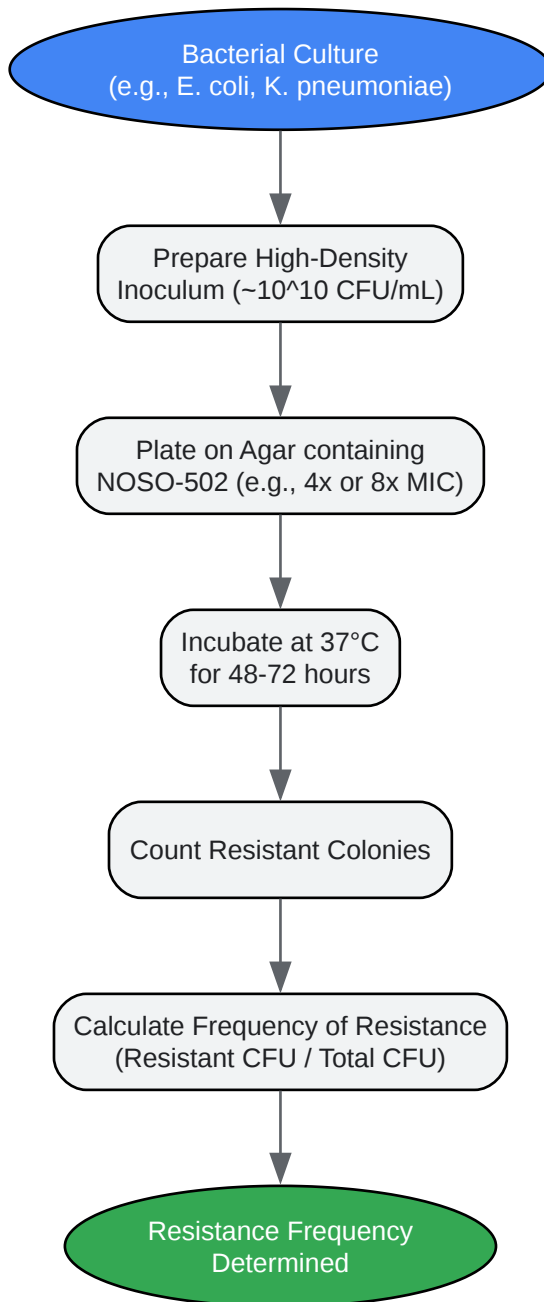 Bacterial Culture
(e.g., E. coli, K. pneumoniae)
Prepare High-Density
Inoculum (~10^10 CFU/mL)
Plate on Agar containing
NOSO-502 (e.g., 4x or 8x MIC)
Incubate at 37°C
for 48-72 hours
Count Resistant Colonies
Calculate Frequency of Resistance
(Resistant CFU / Total CFU)
Resistance Frequency
Determined